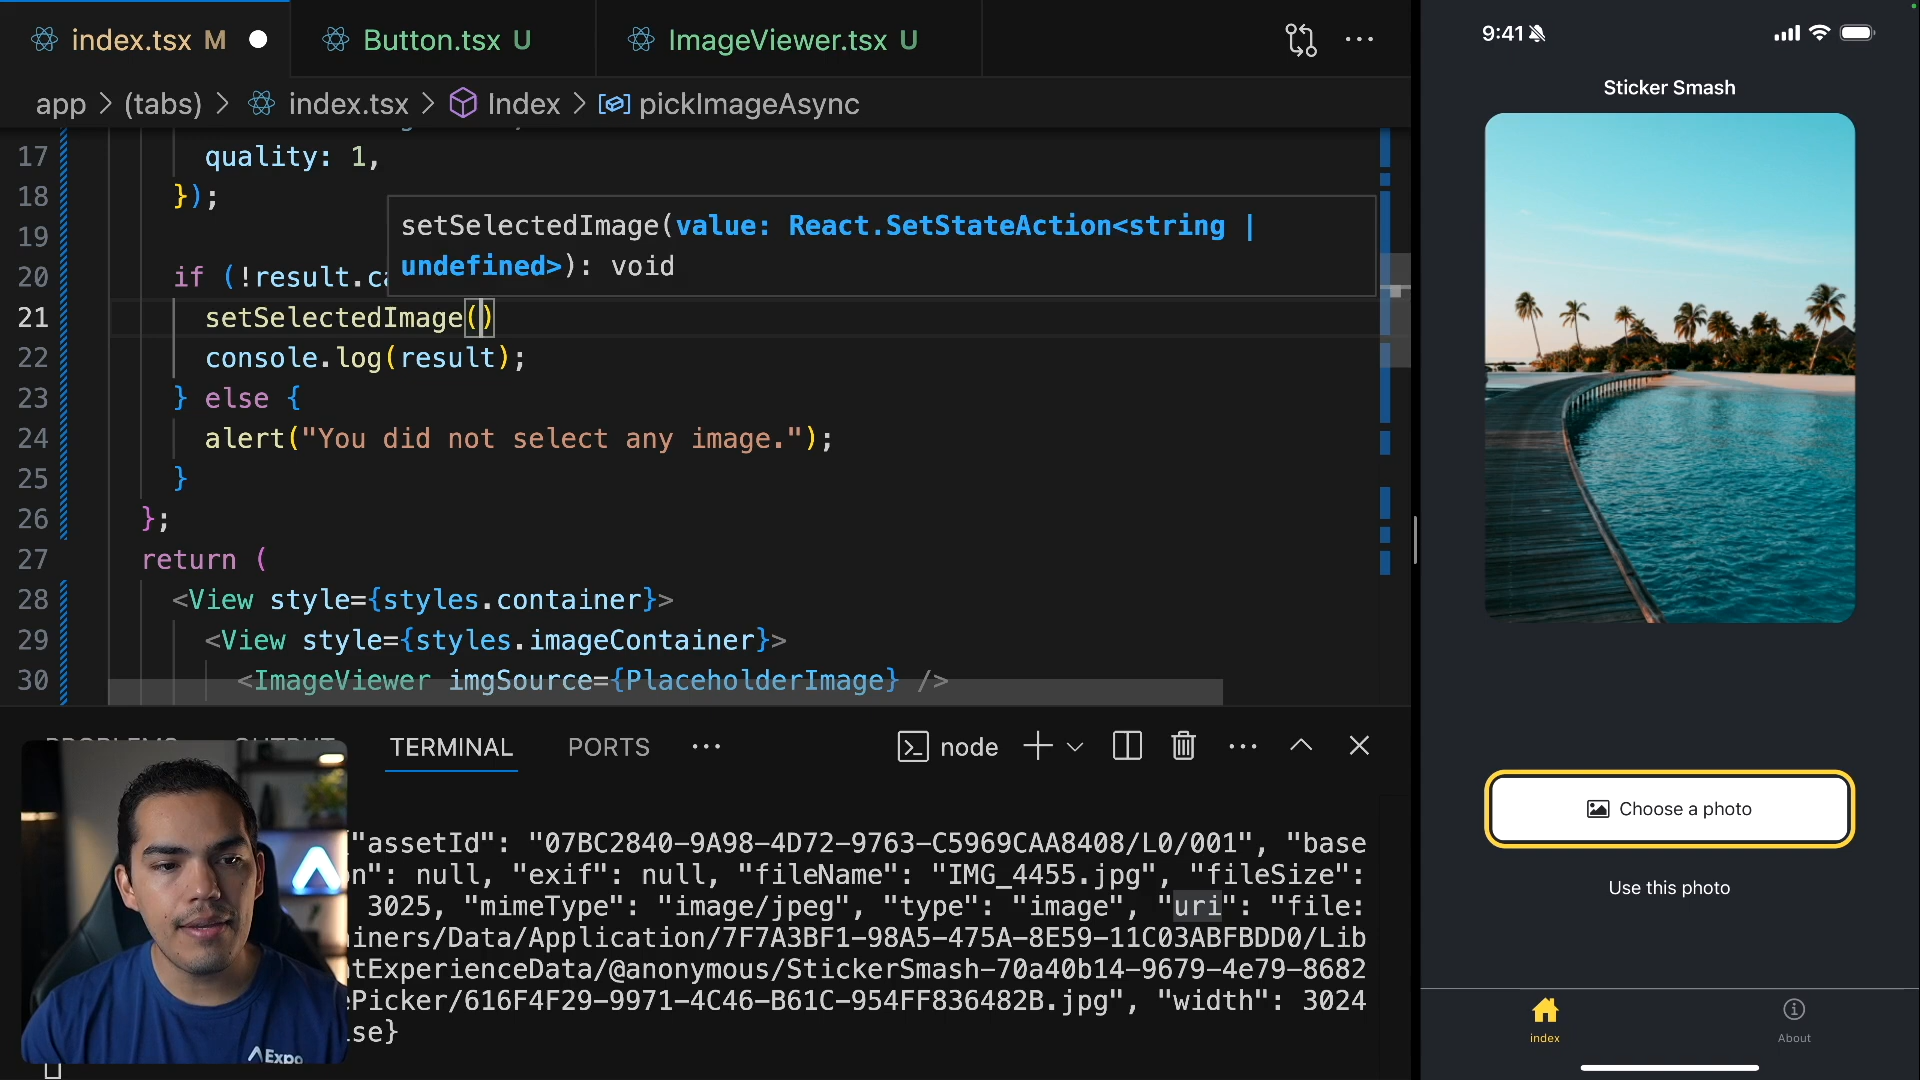 index.tsx M
Button.tsx U
ImageViewer.tsx U
app > (tabs) > index.tsx > Index > pickImageAsync
17 quality: 1,
18 });
19
setSelectedImage(value: React.SetStateAction<string |
undefined>): void
20 if (!result.ca
21 setSelectedImage()
22 console.log(result);
23 } else {
24 alert("You did not select any image.");
25 }
26 };
27 return (
28 <View style={styles.container}>
29 <View style={styles.imageContainer}>
30 <ImageViewer imgSource={PlaceholderImage} />
TERMINAL PORTS
node
"assetId": "07BC2840-9A98-4D72-9763-C5969CAA8408/L0/001", "base
n": null, "exif": null, "fileName": "IMG_4455.jpg", "fileSize":
3025, "mimeType": "image/jpeg", "type": "image", "uri": "file:
iners/Data/Application/7F7A3BF1-98A5-475A-8E59-11C03ABFBDD0/Lib
tExperienceData/@anonymous/StickerSmash-70a40b14-9679-4e79-8682
ePicker/616F4F29-9971-4C46-B61C-954FF836482B.jpg", "width": 3024
se}
Expo
9:41
Sticker Smash
Choose a photo
Use this photo
index
About